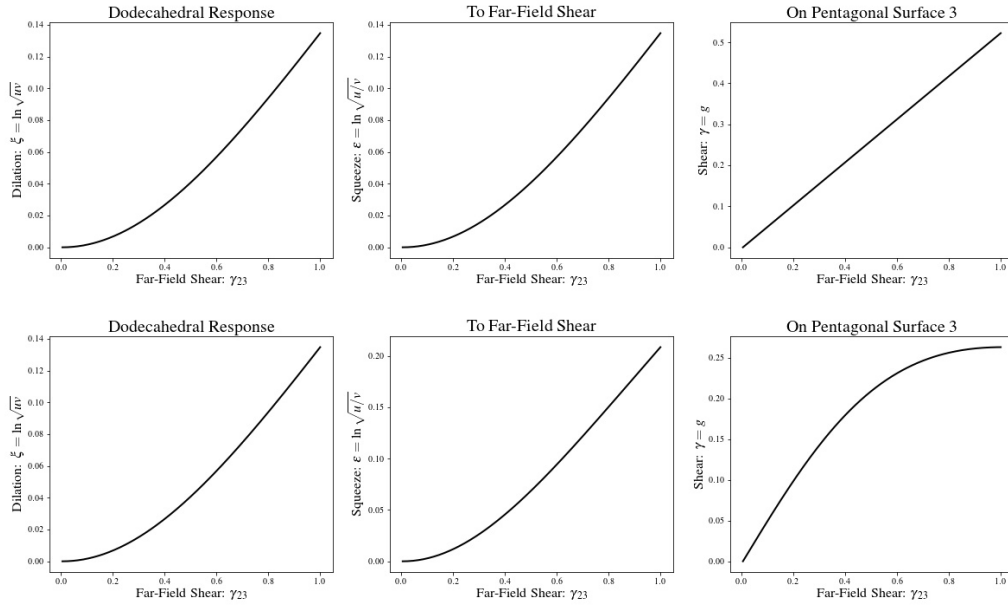 Dodecahedral Response
To Far-Field Shear
On Pentagonal Surface 3
Dilation: ξ = ln √uv
0.14
0.12
0.10
0.08
0.06
0.04
0.02
0.00
0.0 0.2 0.4 0.6 0.8 1.0
Far-Field Shear: γ₂₃
Squeeze: ε = ln √u/v
0.14
0.12
0.10
0.08
0.06
0.04
0.02
0.00
0.0 0.2 0.4 0.6 0.8 1.0
Far-Field Shear: γ₂₃
Shear: γ = g
0.5
0.4
0.3
0.2
0.1
0.0
0.0 0.2 0.4 0.6 0.8 1.0
Far-Field Shear: γ₂₃
Dodecahedral Response
To Far-Field Shear
On Pentagonal Surface 3
Dilation: ξ = ln √uv
0.14
0.12
0.10
0.08
0.06
0.04
0.02
0.00
0.0 0.2 0.4 0.6 0.8 1.0
Far-Field Shear: γ₂₃
Squeeze: ε = ln √u/v
0.20
0.15
0.10
0.05
0.00
0.0 0.2 0.4 0.6 0.8 1.0
Far-Field Shear: γ₂₃
Shear: γ = g
0.25
0.20
0.15
0.10
0.05
0.00
0.0 0.2 0.4 0.6 0.8 1.0
Far-Field Shear: γ₂₃